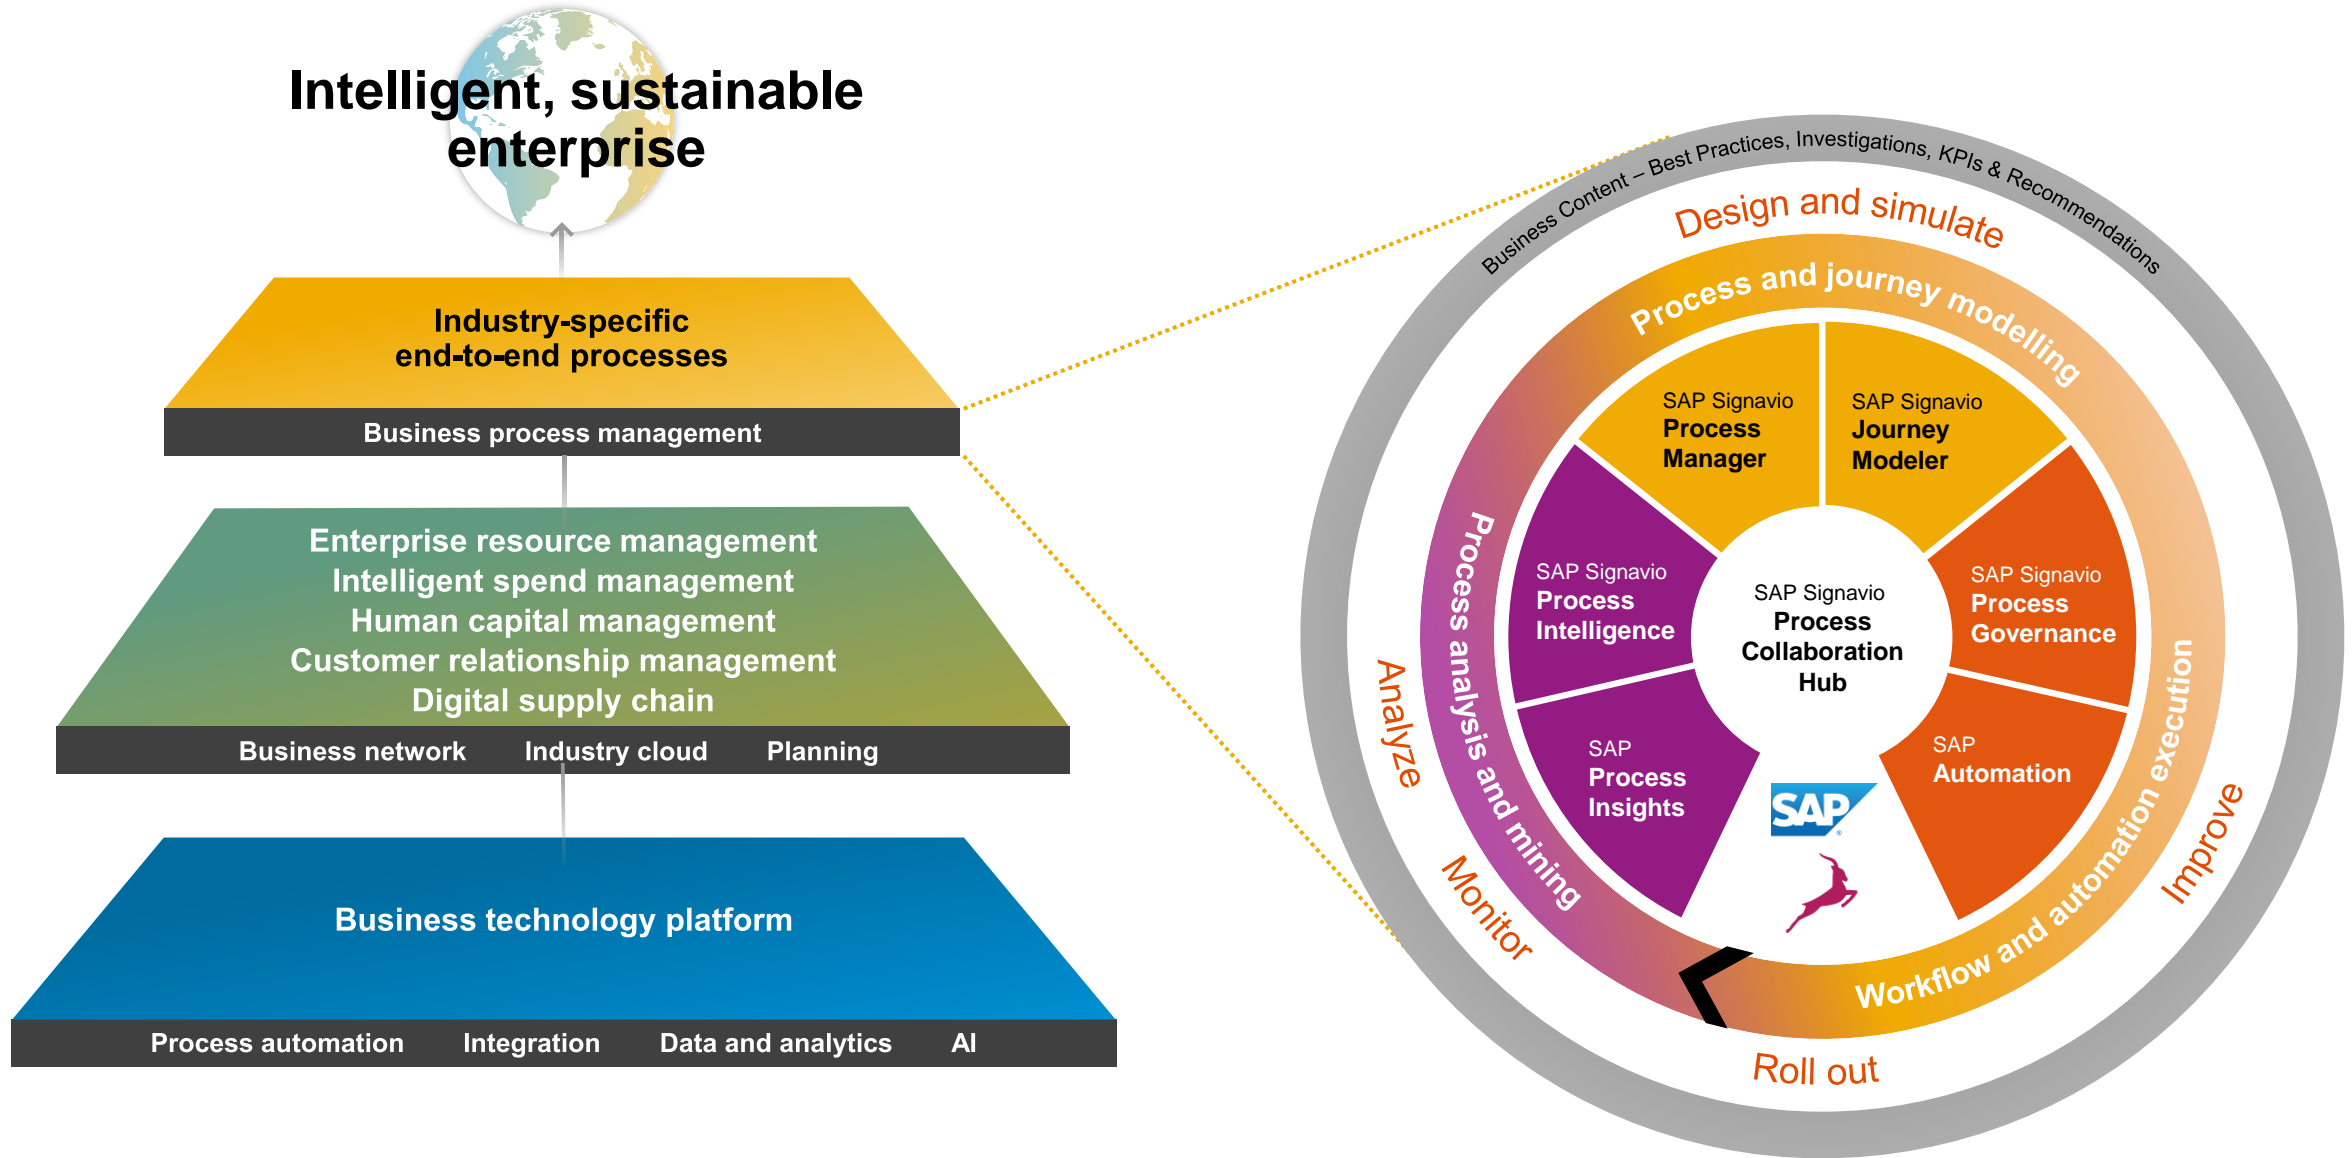 Intelligent, sustainable
enterprise
Industry-specific
end-to-end processes
Business process management
Enterprise resource management
Intelligent spend management
Human capital management
Customer relationship management
Digital supply chain
Business network Industry cloud Planning
Business technology platform
Process automation Integration Data and analytics AI
Business Content – Best Practices, Investigations, KPIs & Recommendations
Design and simulate
Process and journey modelling
SAP Signavio
Process
Manager
SAP Signavio
Journey
Modeler
Process analysis and mining
SAP Signavio
Process
Intelligence
SAP Signavio
Process
Collaboration
Hub
SAP Signavio
Process
Governance
Workflow and automation execution
Analyze
SAP
Process
Insights
SAP
Automation
SAP®
Improve
Monitor
Roll out